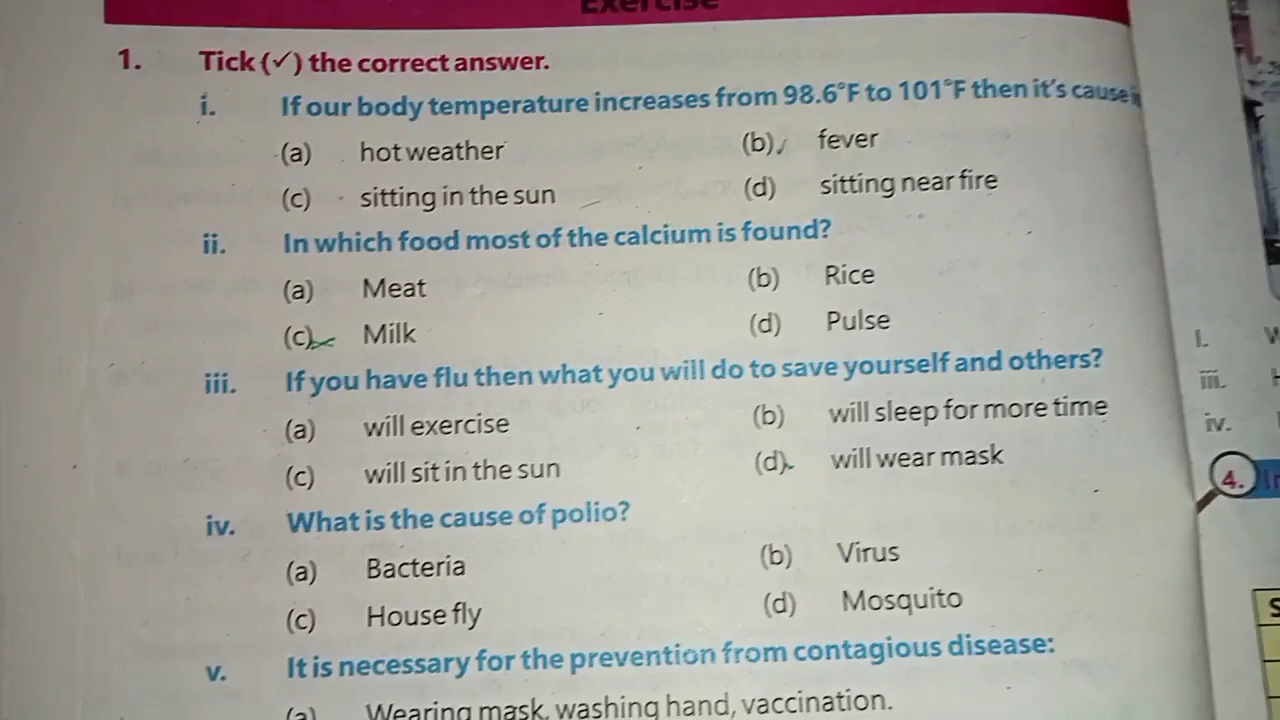 Exercise
1. Tick (✓) the correct answer.
i. If our body temperature increases from 98.6°F to 101°F then it's cause
(a) hot weather (b) fever
(c) sitting in the sun (d) sitting near fire
ii. In which food most of the calcium is found?
(a) Meat (b) Rice
(c) Milk (d) Pulse
iii. If you have flu then what you will do to save yourself and others?
(a) will exercise (b) will sleep for more time
(c) will sit in the sun (d) will wear mask
iv. What is the cause of polio?
(a) Bacteria (b) Virus
(c) House fly (d) Mosquito
v. It is necessary for the prevention from contagious disease:
(a) Wearing mask, washing hand, vaccination.
iii.
iv.
4.